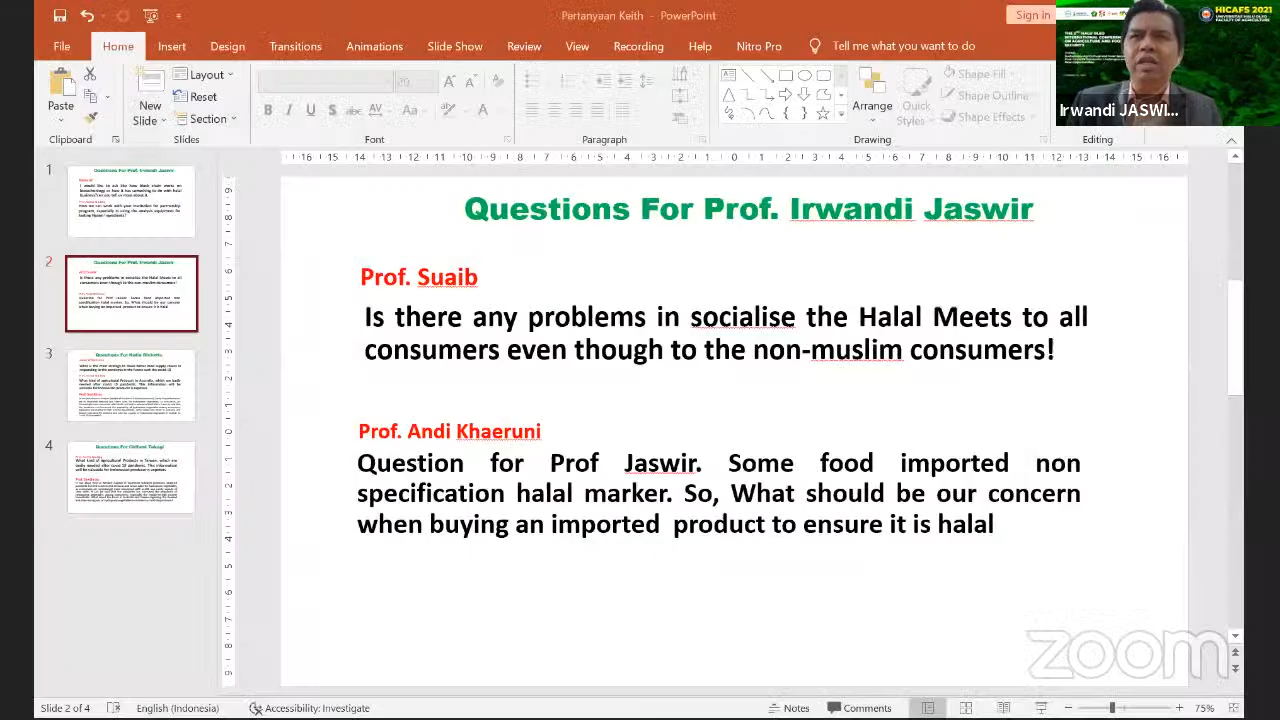 Pertanyaan Keith - PowerPoint
Sign in
File Home Insert Design Transitions Animations Slide Show Review View Recording Help Nitro Pro Tell me what you want to do
HICAFS 2021
Irwandi JASWI...
Paste
New
Slide
Layout
Reset
Section
B I U S
Arrange
Quick
Styles
Shape Fill
Shape Outline
Shape Effects
Clipboard Slides Font Paragraph Drawing Editing
1
2
3
4
Questions For Prof. Irwandi Jaswir
Prof. Suaib
Is there any problems in socialise the Halal Meets to all
consumers even though to the non muslim consumers!
Prof. Andi Khaeruni
Question for Prof Jaswir. Some food imported non
specification halal marker. So, What should be our concern
when buying an imported product to ensure it is halal
zoom
Slide 2 of 4 English (Indonesia) Accessibility: Investigate Notes Comments 75%